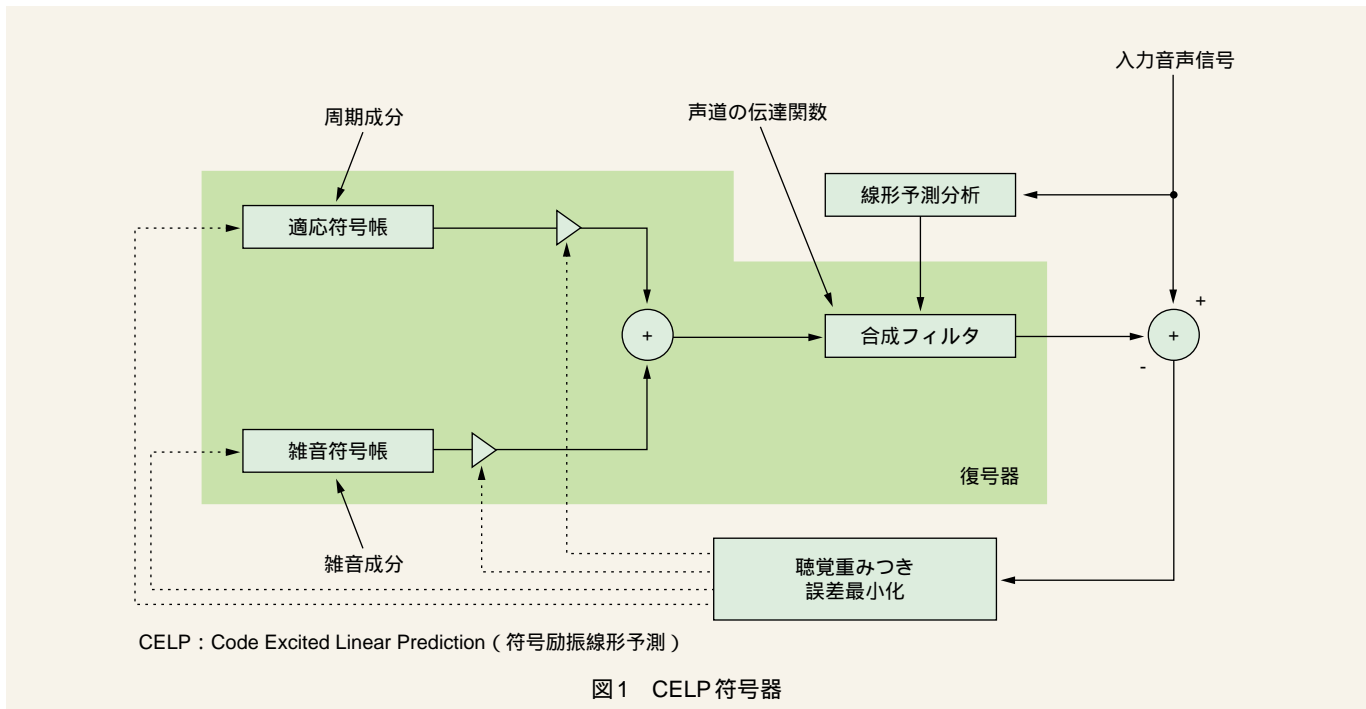 入力音声信号
周期成分
声道の伝達関数
線形予測分析
適応符号帳
+
+
合成フィルタ
+
-
雑音符号帳
復号器
雑音成分
聴覚重みつき
誤差最小化
CELP：Code Excited Linear Prediction（符号励振線形予測）
図1　CELP符号器